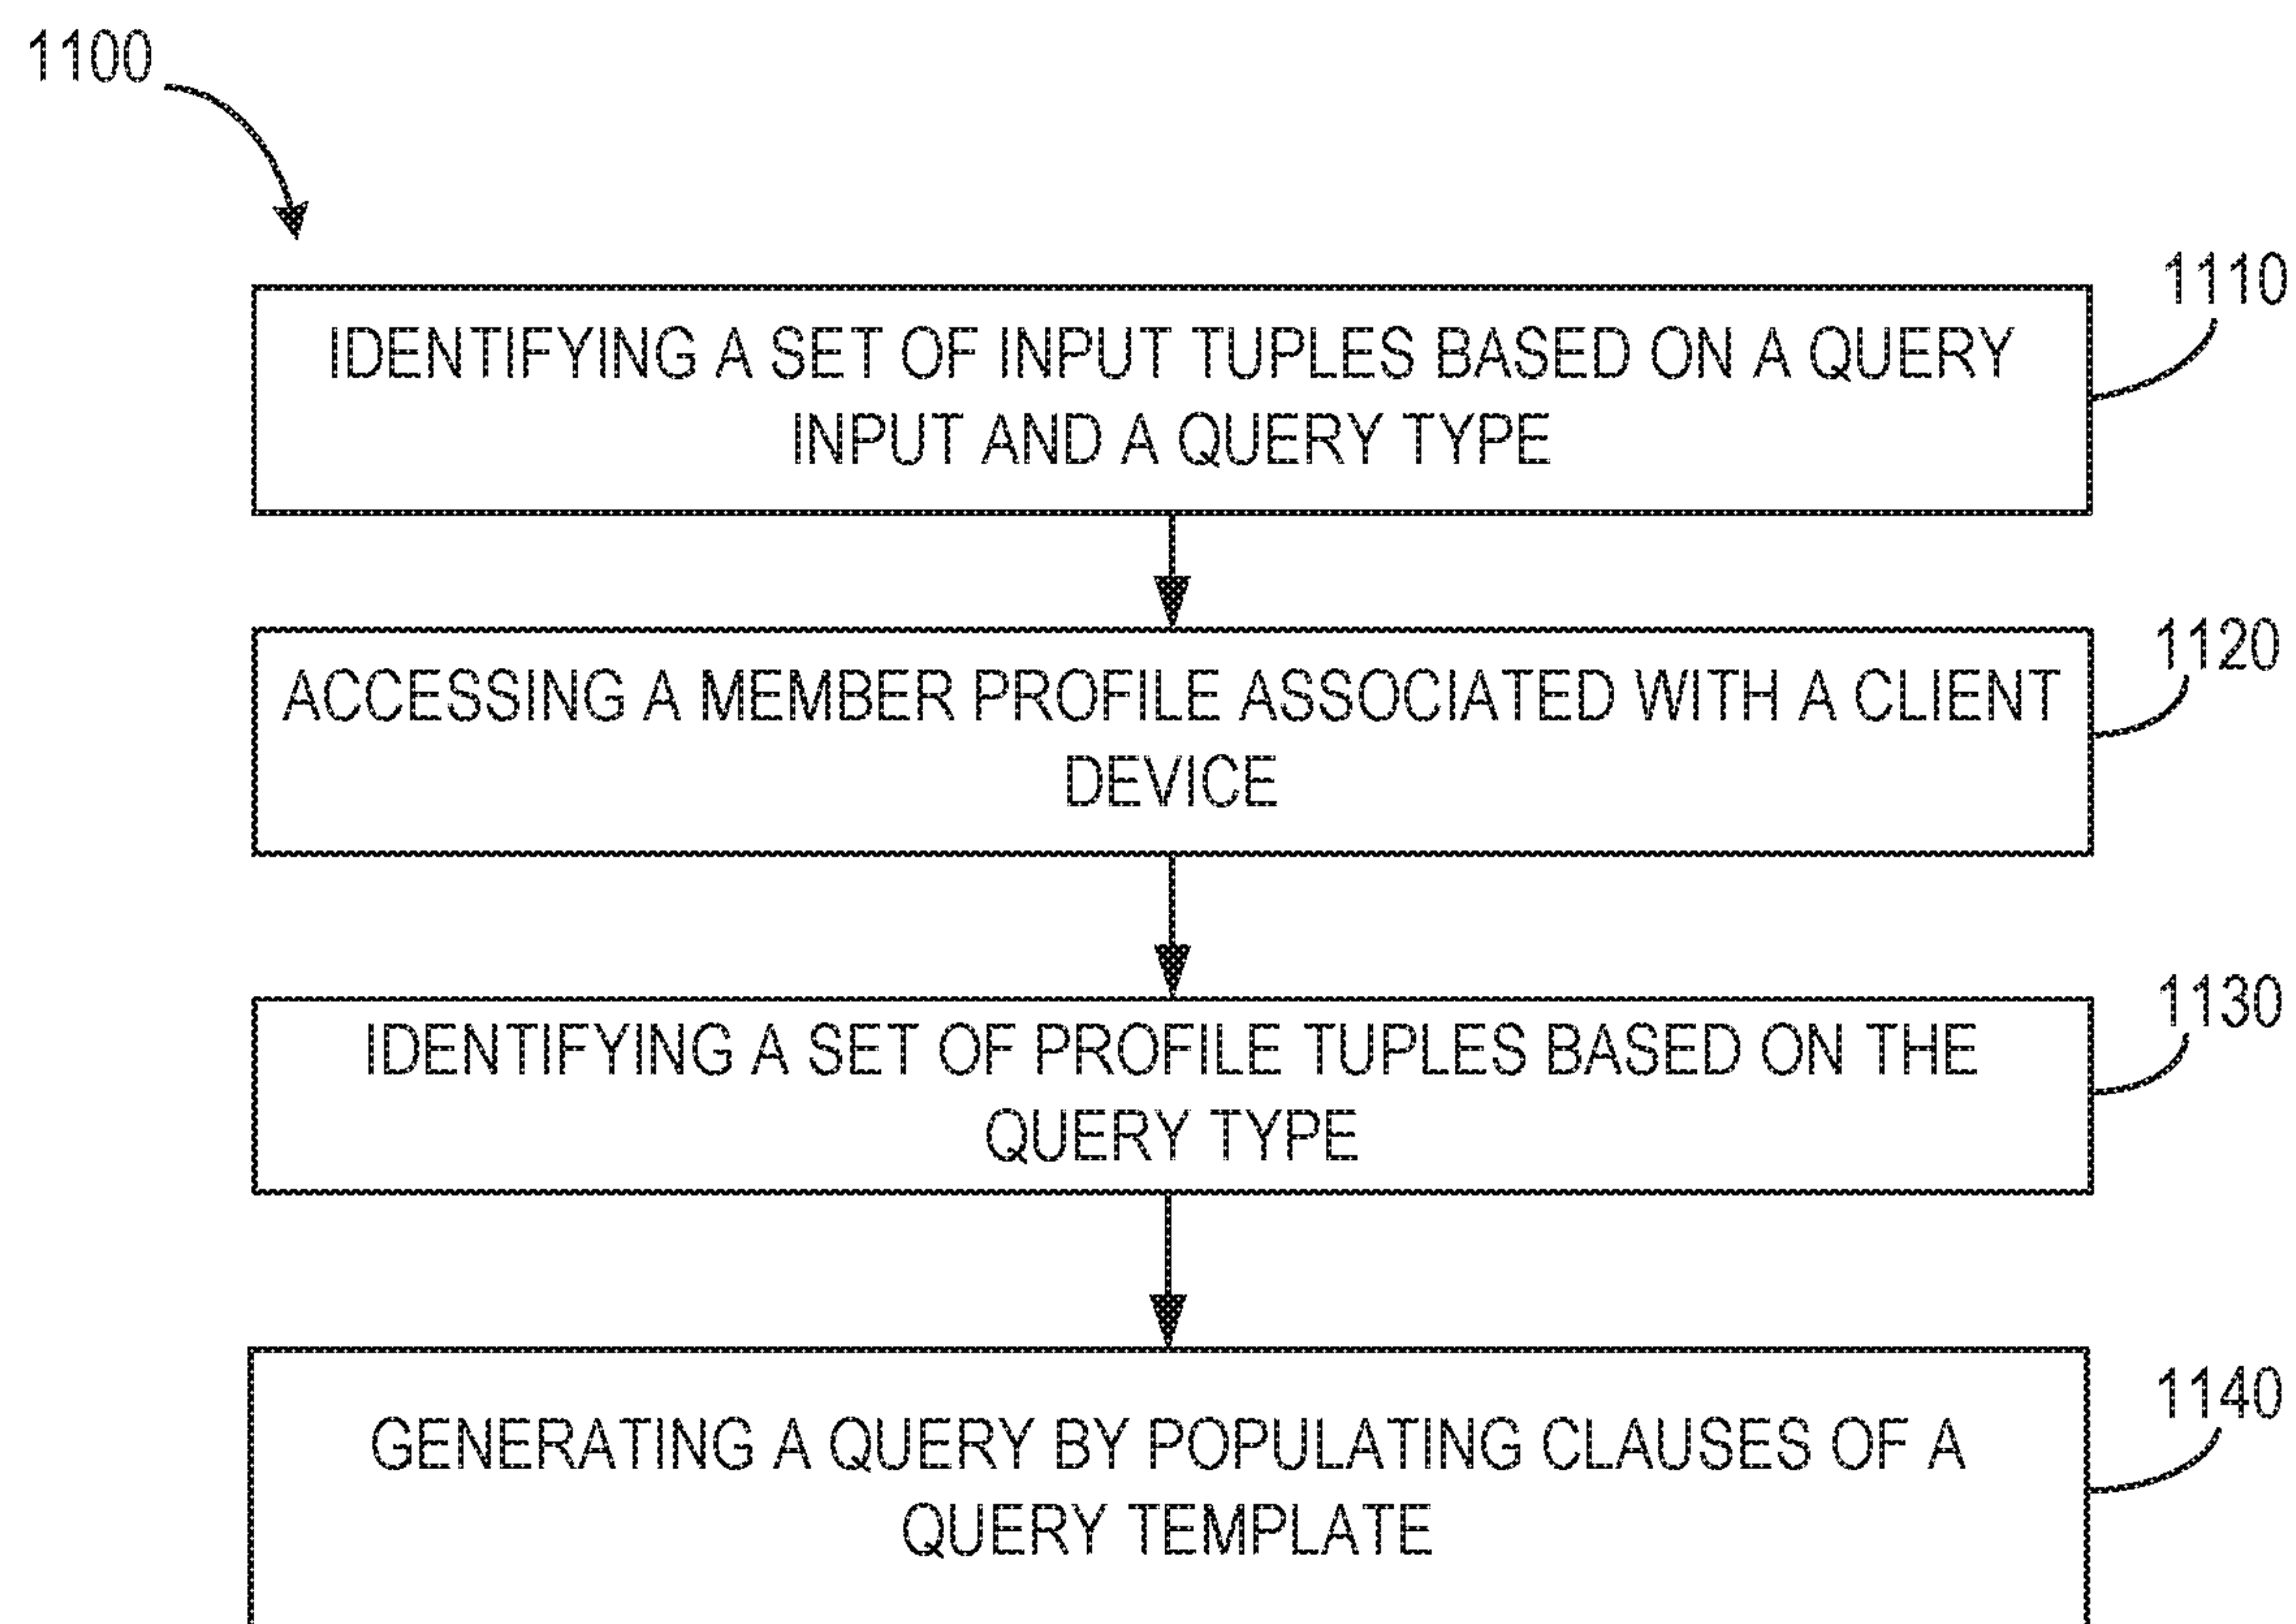 1100
1110
IDENTIFYING A SET OF INPUT TUPLES BASED ON A QUERY
INPUT AND A QUERY TYPE
1120
ACCESSING A MEMBER PROFILE ASSOCIATED WITH A CLIENT
DEVICE
1130
IDENTIFYING A SET OF PROFILE TUPLES BASED ON THE
QUERY TYPE
1140
GENERATING A QUERY BY POPULATING CLAUSES OF A
QUERY TEMPLATE